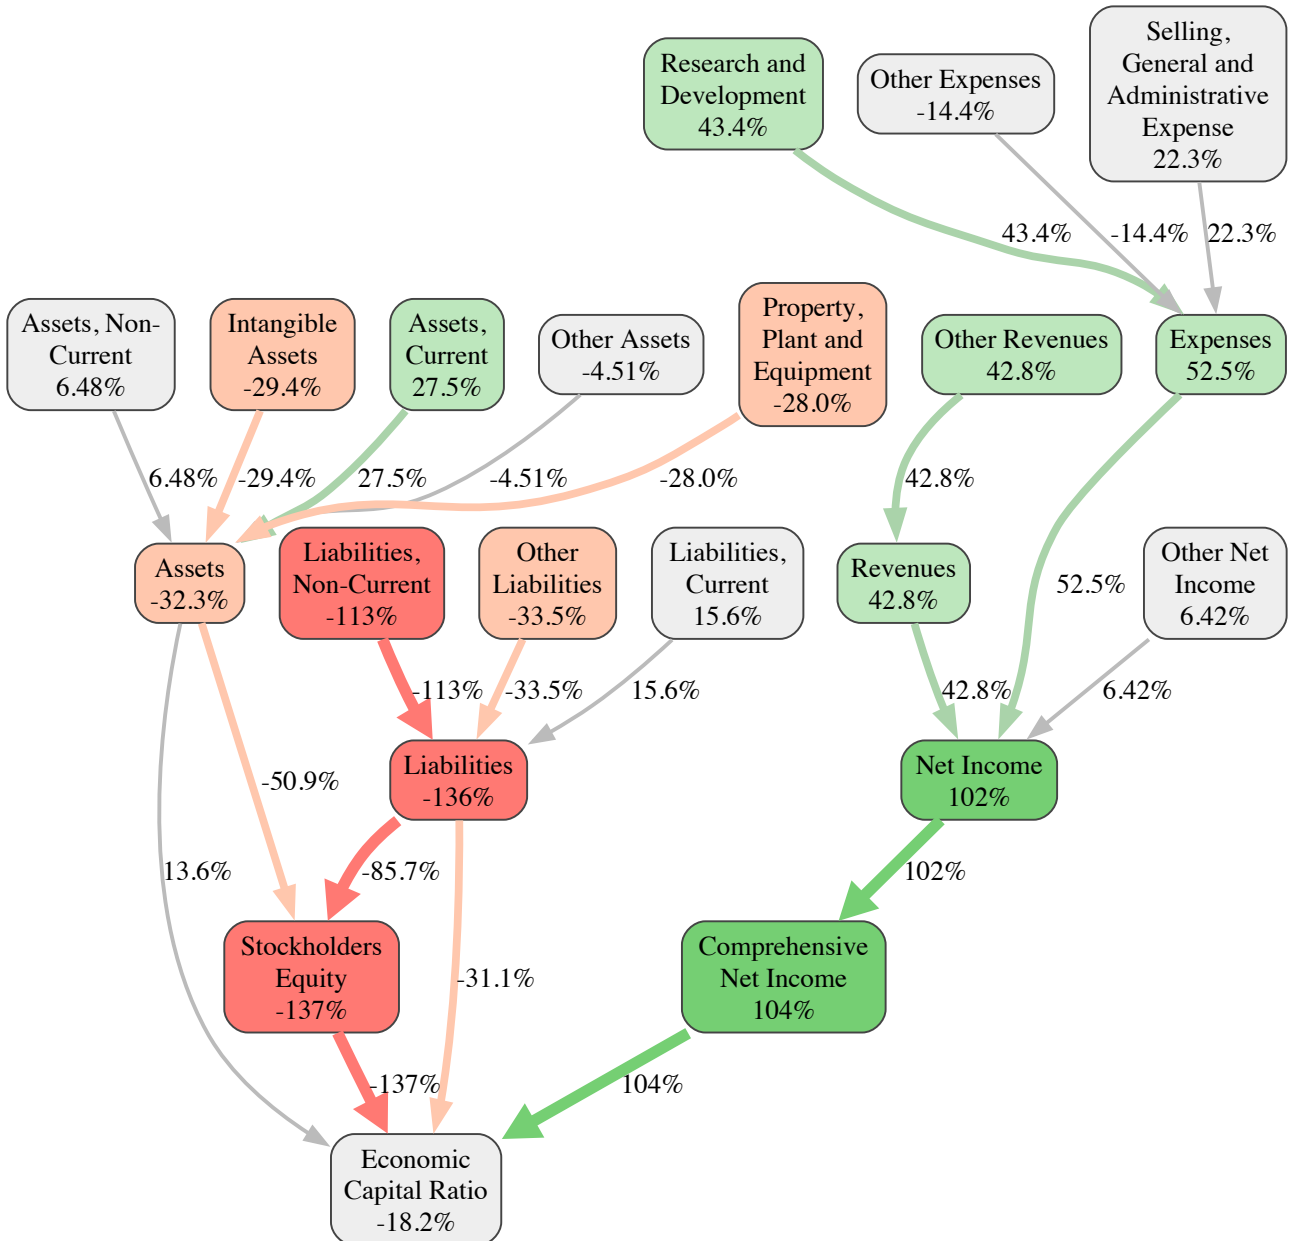 Selling,
General and
Administrative
Expense
22.3%
Research and
Development
43.4%
Other Expenses
-14.4%
43.4%
-14.4%
22.3%
Assets, Non-
Current
6.48%
Intangible
Assets
-29.4%
Assets,
Current
27.5%
Other Assets
-4.51%
Property,
Plant and
Equipment
-28.0%
Other Revenues
42.8%
Expenses
52.5%
6.48%
-29.4%
27.5%
-4.51%
-28.0%
42.8%
Assets
-32.3%
Liabilities,
Non-Current
-113%
Other
Liabilities
-33.5%
Liabilities,
Current
15.6%
Revenues
42.8%
52.5%
Other Net
Income
6.42%
-113%
-33.5%
15.6%
42.8%
6.42%
-50.9%
Liabilities
-136%
Net Income
102%
13.6%
-85.7%
102%
Stockholders
Equity
-137%
-31.1%
Comprehensive
Net Income
104%
-137%
104%
Economic
Capital Ratio
-18.2%